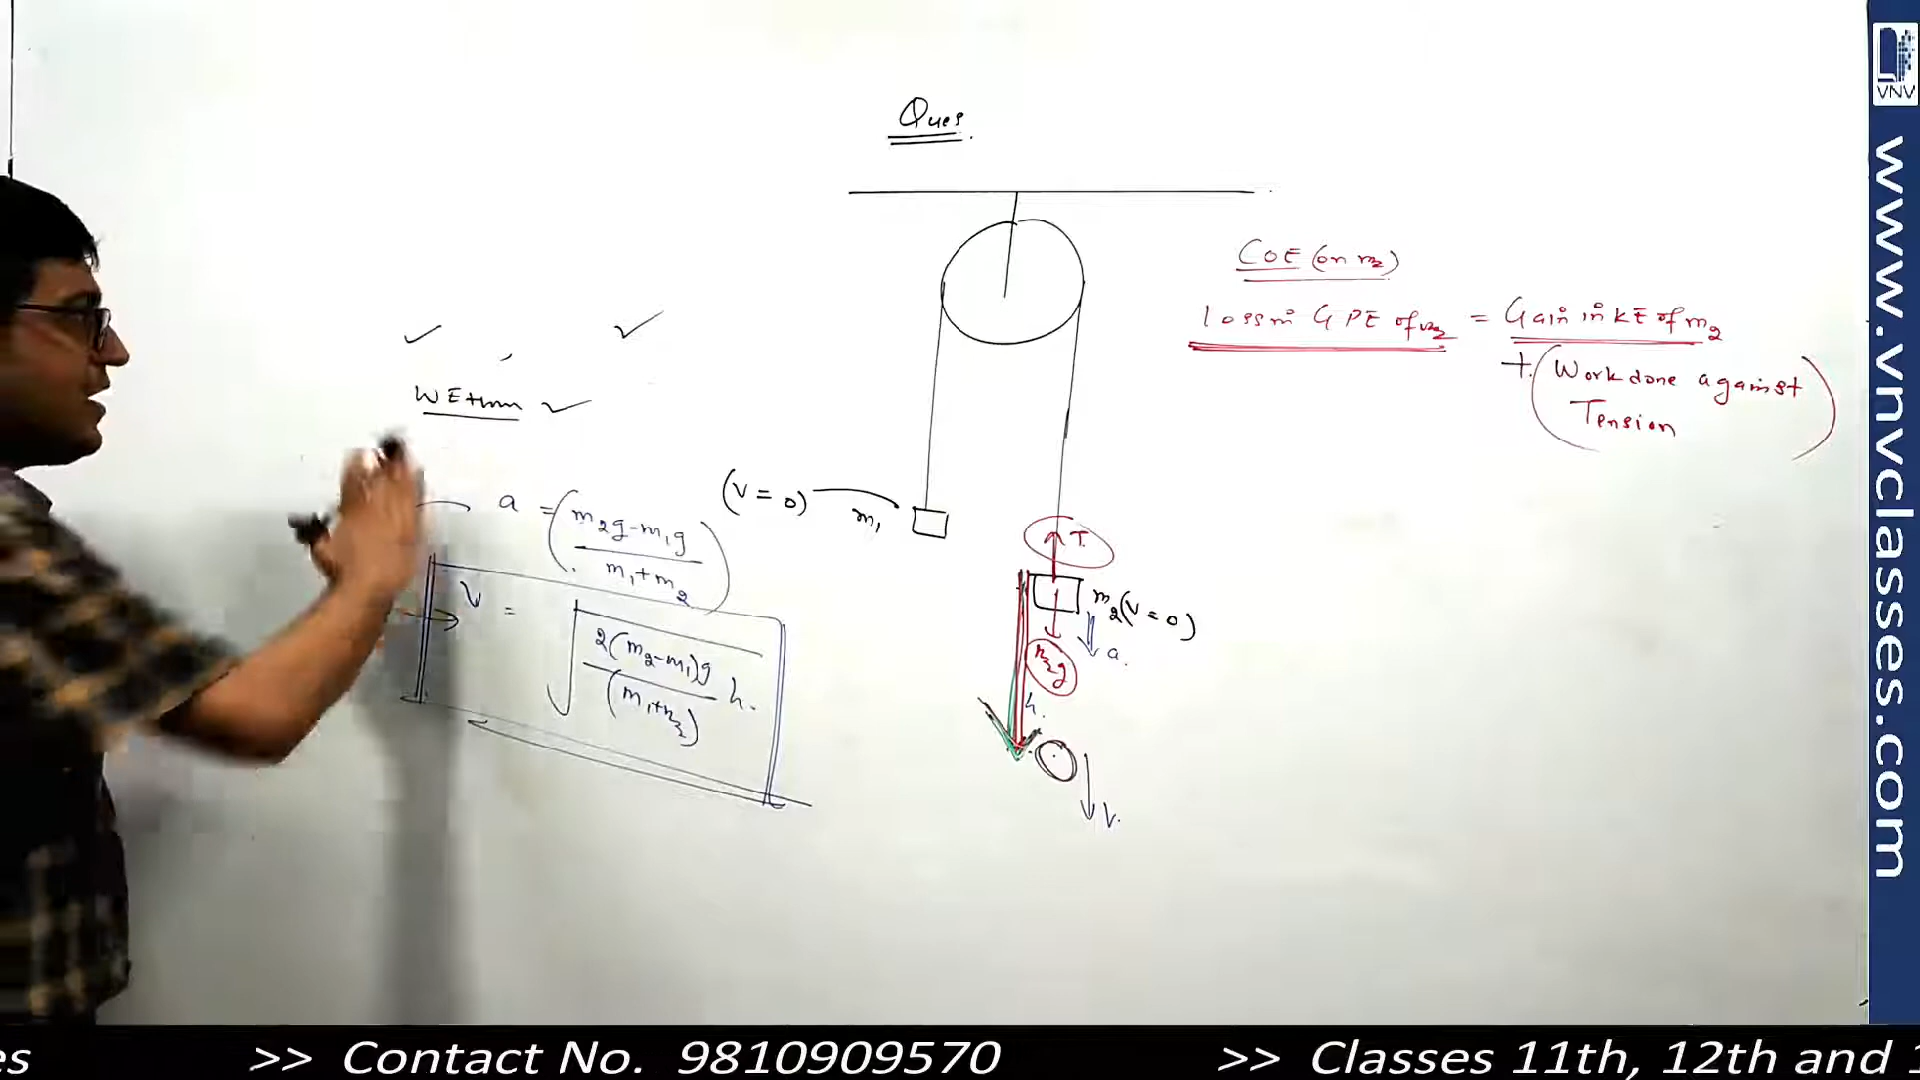 Ques.
COE (on m2)
Loss in GPE of m2 = Gain in KE of m2
+ (Work done against
Tension)
WEthm
a = (m2g-m1g / m1+m2)
(v = 0)
m1
T
m2 (v = 0)
a.
m2g
h.
v.
v = √(2(m2-m1)g / (m1+m2) h.)
VNV
www.vnvclasses.com
es >> Contact No. 9810909570 >> Classes 11th, 12th and